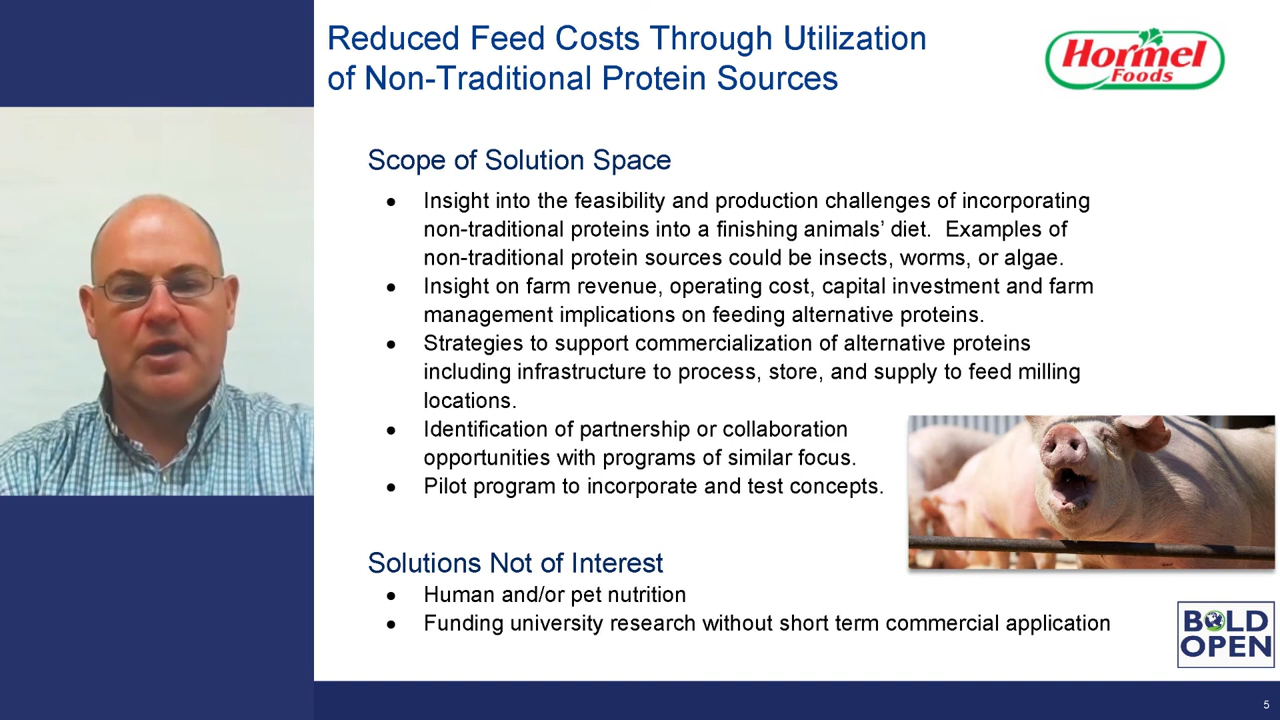 Reduced Feed Costs Through Utilization
of Non-Traditional Protein Sources
Hormel
Foods
Scope of Solution Space
• Insight into the feasibility and production challenges of incorporating
non-traditional proteins into a finishing animals’ diet.  Examples of
non-traditional protein sources could be insects, worms, or algae.
• Insight on farm revenue, operating cost, capital investment and farm
management implications on feeding alternative proteins.
• Strategies to support commercialization of alternative proteins
including infrastructure to process, store, and supply to feed milling
locations.
• Identification of partnership or collaboration
opportunities with programs of similar focus.
• Pilot program to incorporate and test concepts.
Solutions Not of Interest
• Human and/or pet nutrition
• Funding university research without short term commercial application
BOLD
OPEN
5